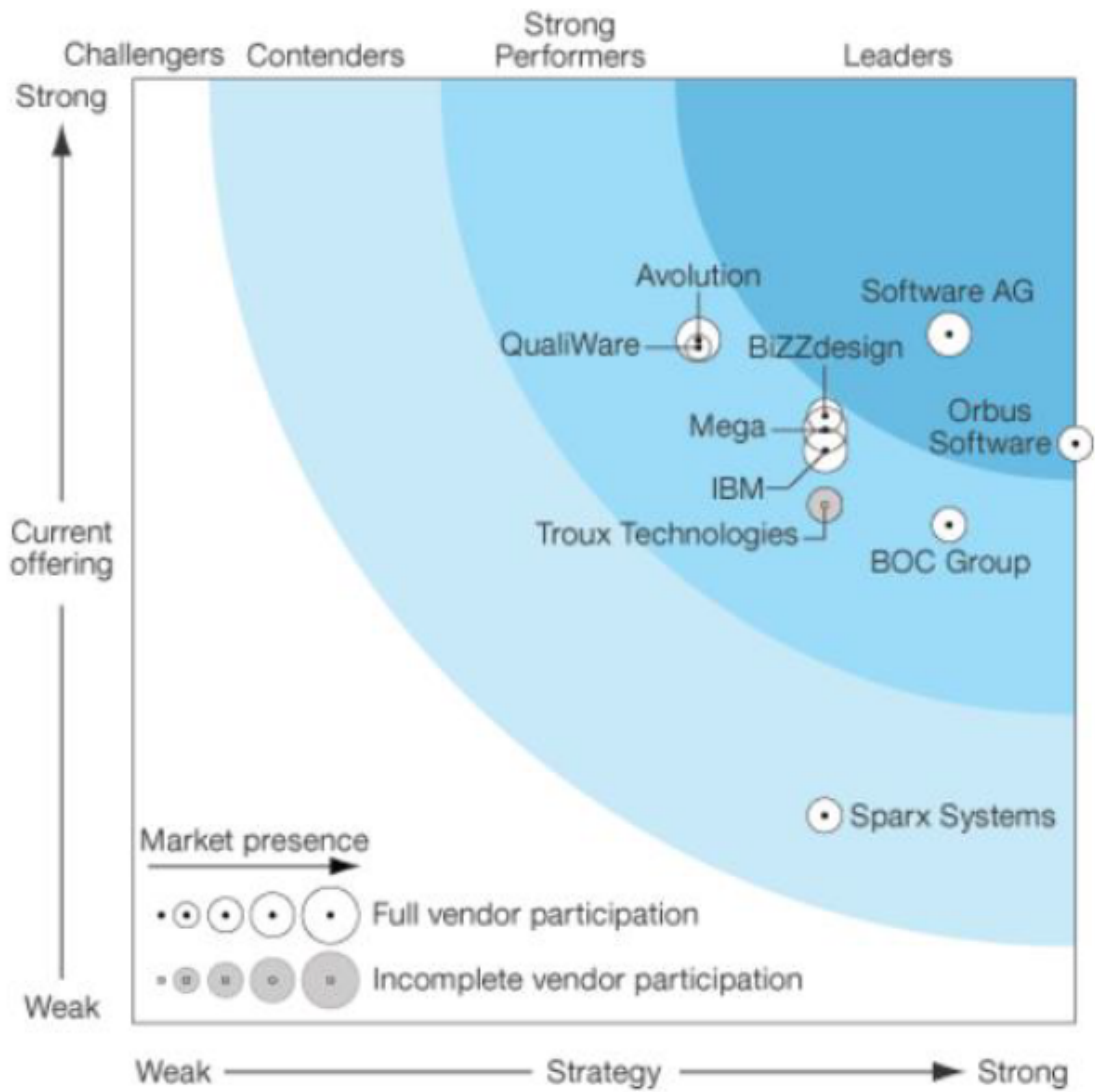 Strong
Performers
Challengers
Contenders
Leaders
Strong
Avolution
Software AG
QualiWare
BiZZdesign
Orbus
Software
Mega
IBM
Troux Technologies
Current
offering
BOC Group
Sparx Systems
Market presence
Full vendor participation
Incomplete vendor participation
Weak
Weak
Strategy
Strong